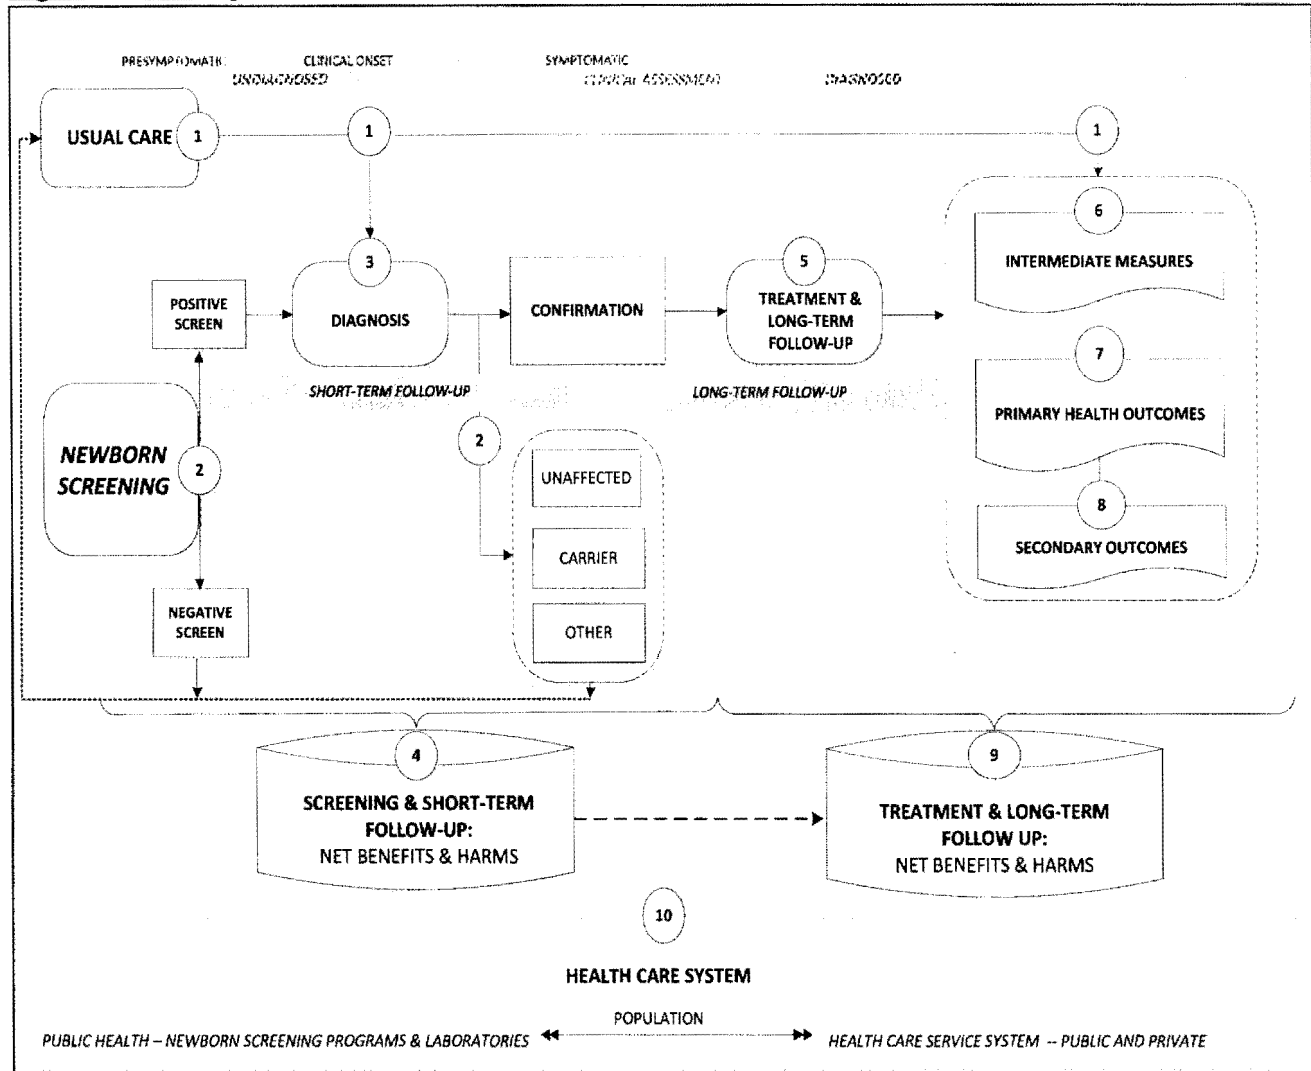 PRESYMPTOMATIC CLINICAL ONSET SYMPTOMATIC
UNDIAGNOSED CLINICAL ASSESSMENT DIAGNOSED
USUAL CARE 1 1 1
6
INTERMEDIATE MEASURES
3
DIAGNOSIS
POSITIVE
SCREEN
CONFIRMATION
5
TREATMENT &
LONG-TERM
FOLLOW-UP
7
PRIMARY HEALTH OUTCOMES
SHORT-TERM FOLLOW-UP LONG-TERM FOLLOW-UP
NEWBORN
SCREENING
2
2
UNAFFECTED
CARRIER
OTHER
8
SECONDARY OUTCOMES
NEGATIVE
SCREEN
4
SCREENING & SHORT-TERM
FOLLOW-UP:
NET BENEFITS & HARMS
9
TREATMENT & LONG-TERM
FOLLOW UP:
NET BENEFITS & HARMS
10
HEALTH CARE SYSTEM
POPULATION
PUBLIC HEALTH – NEWBORN SCREENING PROGRAMS & LABORATORIES
HEALTH CARE SERVICE SYSTEM -- PUBLIC AND PRIVATE